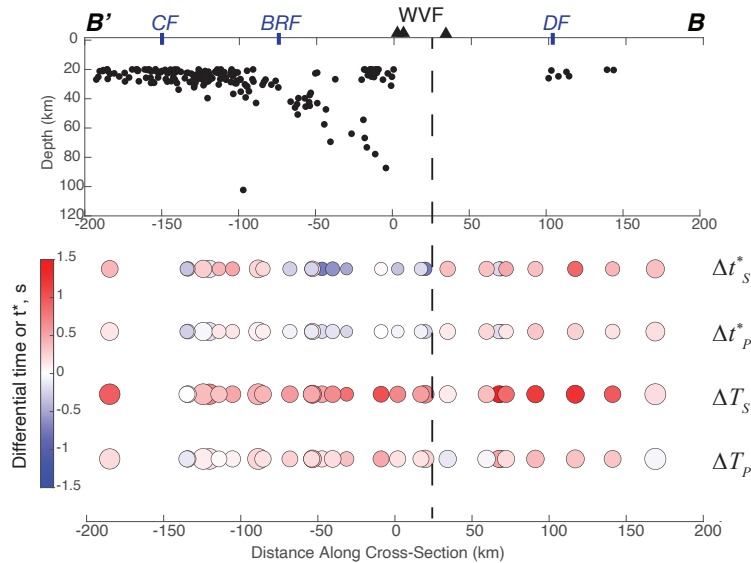 B' CF BRF WVF DF B
0
20
40
60
80
100
120
Depth (km)
-200 -150 -100 -50 0 50 100 150 200
Differential time or t*, s
1.5
1
0.5
0
-0.5
-1
-1.5
Δt*S
Δt*P
ΔTS
ΔTP
-200 -150 -100 -50 0 50 100 150 200
Distance Along Cross-Section (km)